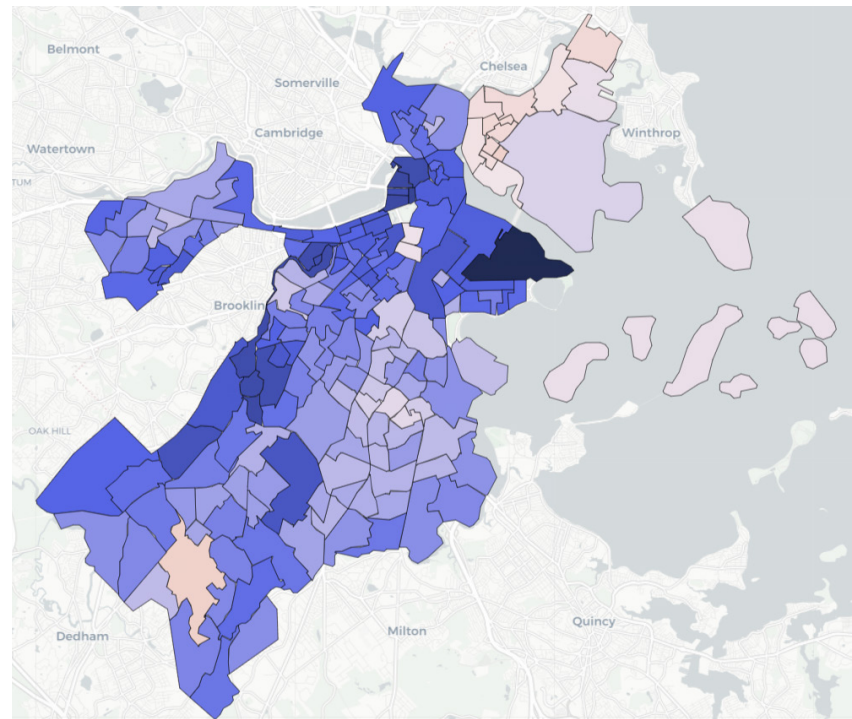 Belmont
Chelsea
Somerville
Cambridge
Winthrop
Watertown
TUM
Brooklin
OAK HILL
Quincy
Dedham
Milton